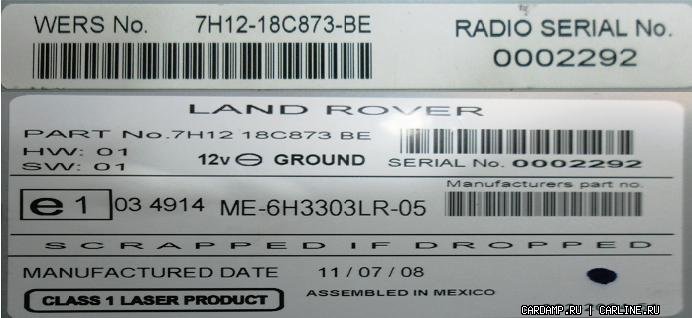 WERS No. 7H12-18C873-BE
RADIO SERIAL No.
0002292
LAND ROVER
PART No.7H12 18C873 BE
HW: 01
SW: 01
12v ⊖ GROUND
SERIAL No. 0002292
Manufacturers part no.
e 1 03 4914 ME-6H3303LR-05
SCRAPPED IF DROPPED
MANUFACTURED DATE 11 / 07 / 08
CLASS 1 LASER PRODUCT
ASSEMBLED IN MEXICO
CARDAMP.RU | CARLINE.RU